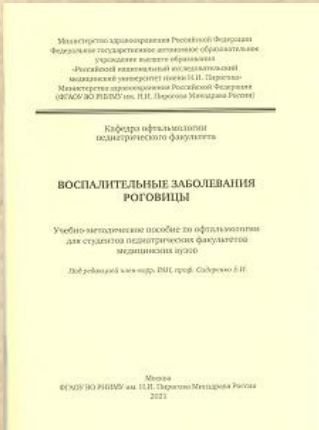 Министерство здравоохранения Российской Федерации
Федеральное государственное автономное образовательное
учреждение высшего образования
«Российский национальный исследовательский
медицинский университет имени Н.И. Пирогова»
Министерства здравоохранения Российской Федерации
(ФГАОУ ВО РНИМУ им. Н.И. Пирогова Минздрава России)
Кафедра офтальмологии
педиатрического факультета
ВОСПАЛИТЕЛЬНЫЕ ЗАБОЛЕВАНИЯ
РОГОВИЦЫ
Учебно-методическое пособие по офтальмологии
для студентов педиатрических факультетов
медицинских вузов
Под редакцией член-корр. РАН, проф. Сидоренко Е.И.
Москва
ФГАОУ ВО РНИМУ им. Н.И. Пирогова Минздрава России
2021